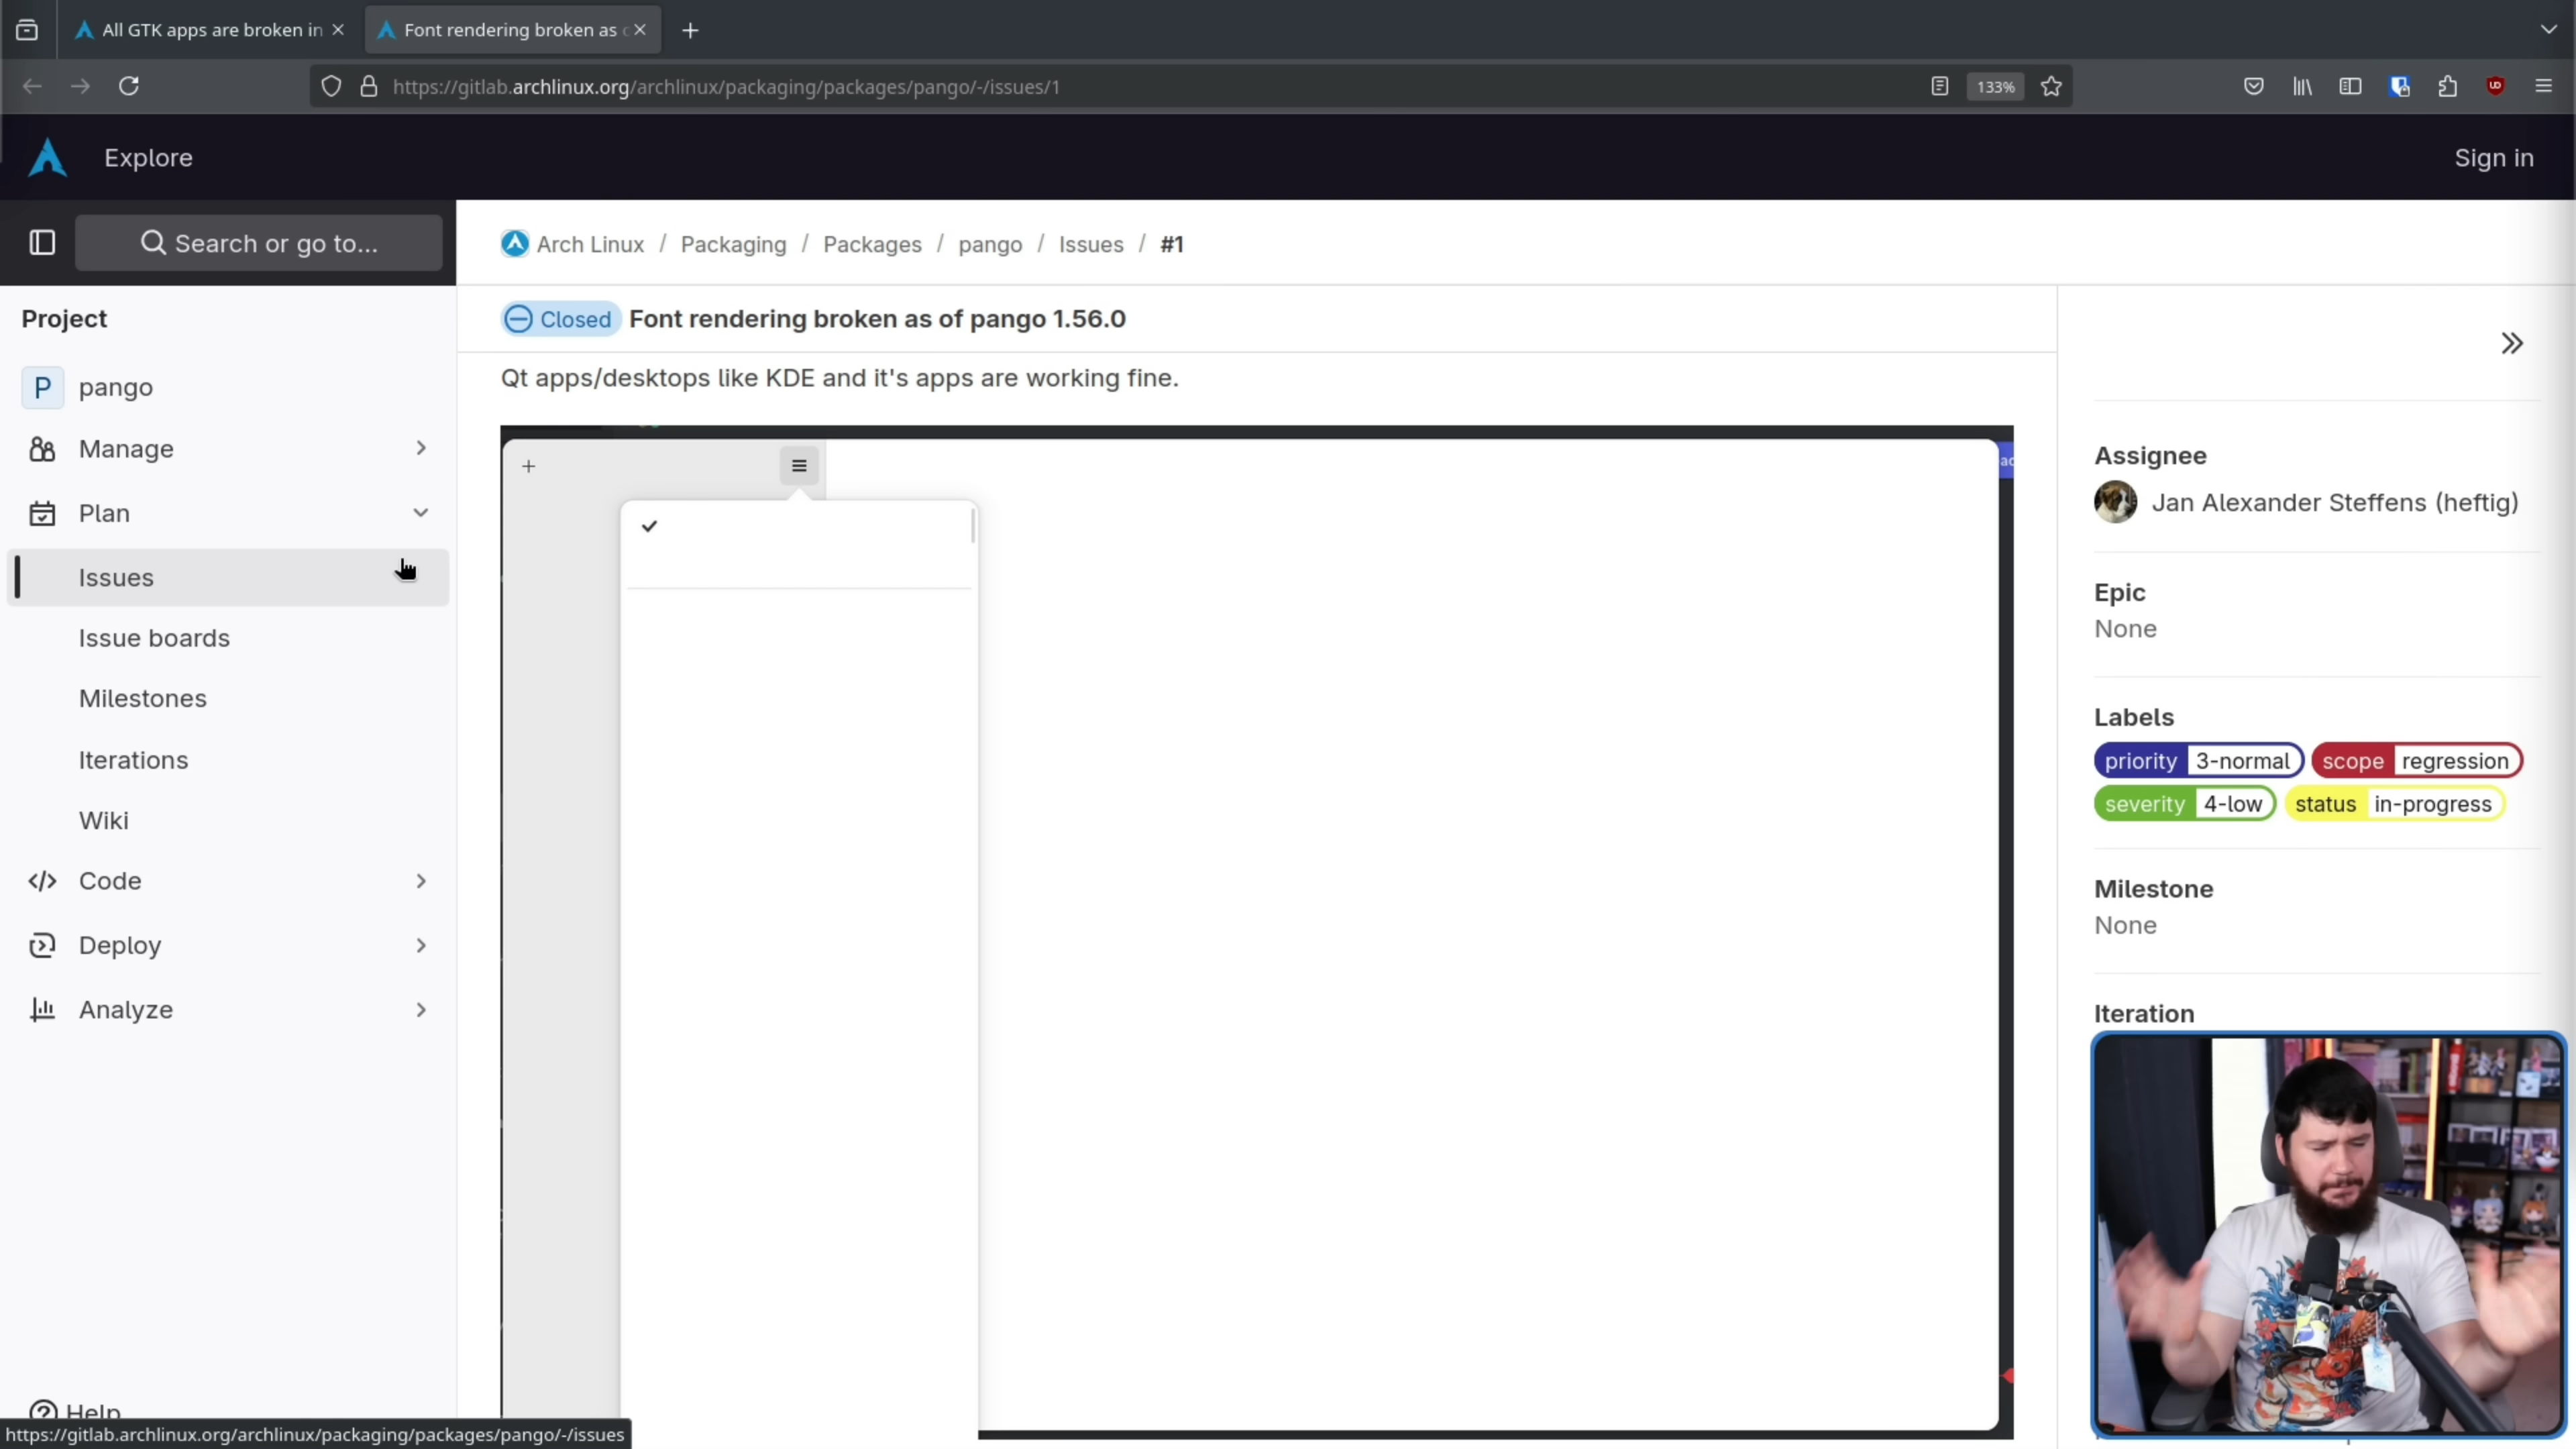 All GTK apps are broken in
Font rendering broken as
https://gitlab.archlinux.org/archlinux/packaging/packages/pango/-/issues/1
133%
Explore
Sign in
Search or go to...
Arch Linux / Packaging / Packages / pango / Issues / #1
Project
Closed Font rendering broken as of pango 1.56.0
P pango
Qt apps/desktops like KDE and it's apps are working fine.
Manage
Plan
Issues
Issue boards
Milestones
Iterations
Wiki
Code
Deploy
Analyze
Help
Assignee
Jan Alexander Steffens (heftig)
Epic
None
Labels
priority 3-normal scope regression
severity 4-low status in-progress
Milestone
None
Iteration
https://gitlab.archlinux.org/archlinux/packaging/packages/pango/-/issues